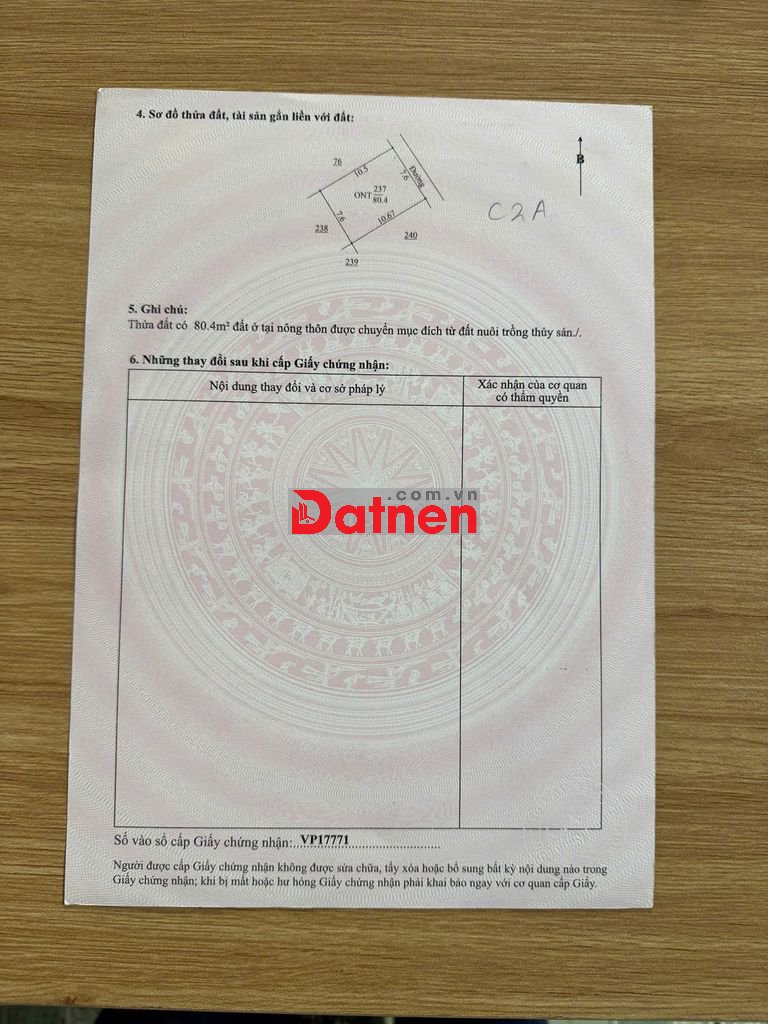 4. Sơ đồ thửa đất, tài sản gắn liền với đất:
B
76
10.5
7.6
Đường
ONT 237
80.4
C2A
7.6
10.67
238
240
239
5. Ghi chú:
Thửa đất có 80.4m² đất ở tại nông thôn được chuyển mục đích từ đất nuôi trồng thủy sản./.
6. Những thay đổi sau khi cấp Giấy chứng nhận:
Nội dung thay đổi và cơ sở pháp lý
Xác nhận của cơ quan
có thẩm quyền
.com.vn
Datnen
Số vào sổ cấp Giấy chứng nhận: VP17771
Người được cấp Giấy chứng nhận không được sửa chữa, tẩy xóa hoặc bổ sung bất kỳ nội dung nào trong
Giấy chứng nhận; khi bị mất hoặc hư hỏng Giấy chứng nhận phải khai báo ngay với cơ quan cấp Giấy.